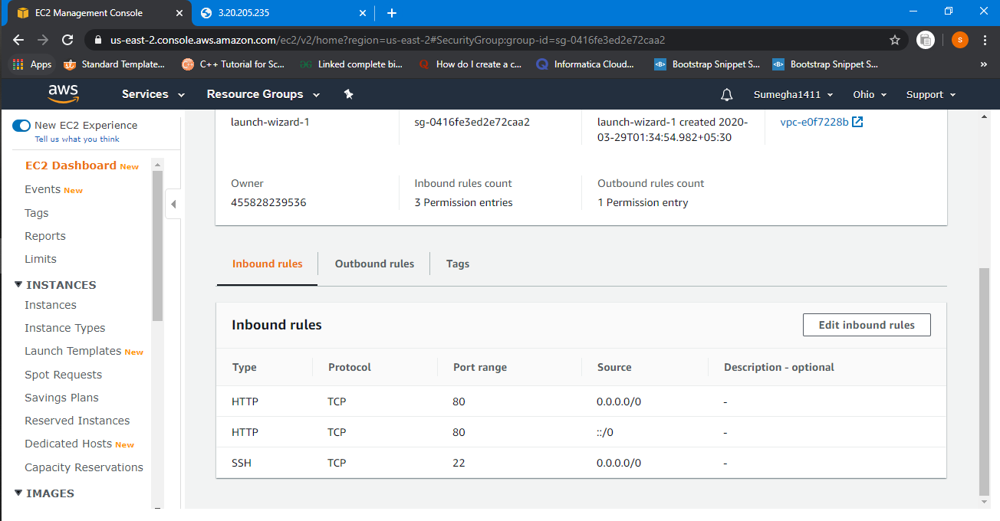 EC2 Management Console
3.20.205.235
us-east-2.console.aws.amazon.com/ec2/v2/home?region=us-east-2#SecurityGroup:group-id=sg-0416fe3ed2e72caa2
S
Apps
Standard Template...
C++ Tutorial for Sc...
Linked complete bi...
How do I create a c...
Informatica Cloud...
<B> Bootstrap Snippet S...
<B> Bootstrap Snippet S...
»
aws
Services
Resource Groups
Sumegha1411
Ohio
Support
New EC2 Experience
Tell us what you think
EC2 Dashboard New
Events New
Tags
Reports
Limits
INSTANCES
Instances
Instance Types
Launch Templates New
Spot Requests
Savings Plans
Reserved Instances
Dedicated Hosts New
Capacity Reservations
IMAGES
launch-wizard-1
sg-0416fe3ed2e72caa2
launch-wizard-1 created 2020-
03-29T01:34:54.982+05:30
vpc-e0f7228b
Owner
455828239536
Inbound rules count
3 Permission entries
Outbound rules count
1 Permission entry
Inbound rules
Outbound rules
Tags
Inbound rules
Edit inbound rules
Type Protocol Port range Source Description - optional
HTTP TCP 80 0.0.0.0/0 -
HTTP TCP 80 ::/0 -
SSH TCP 22 0.0.0.0/0 -